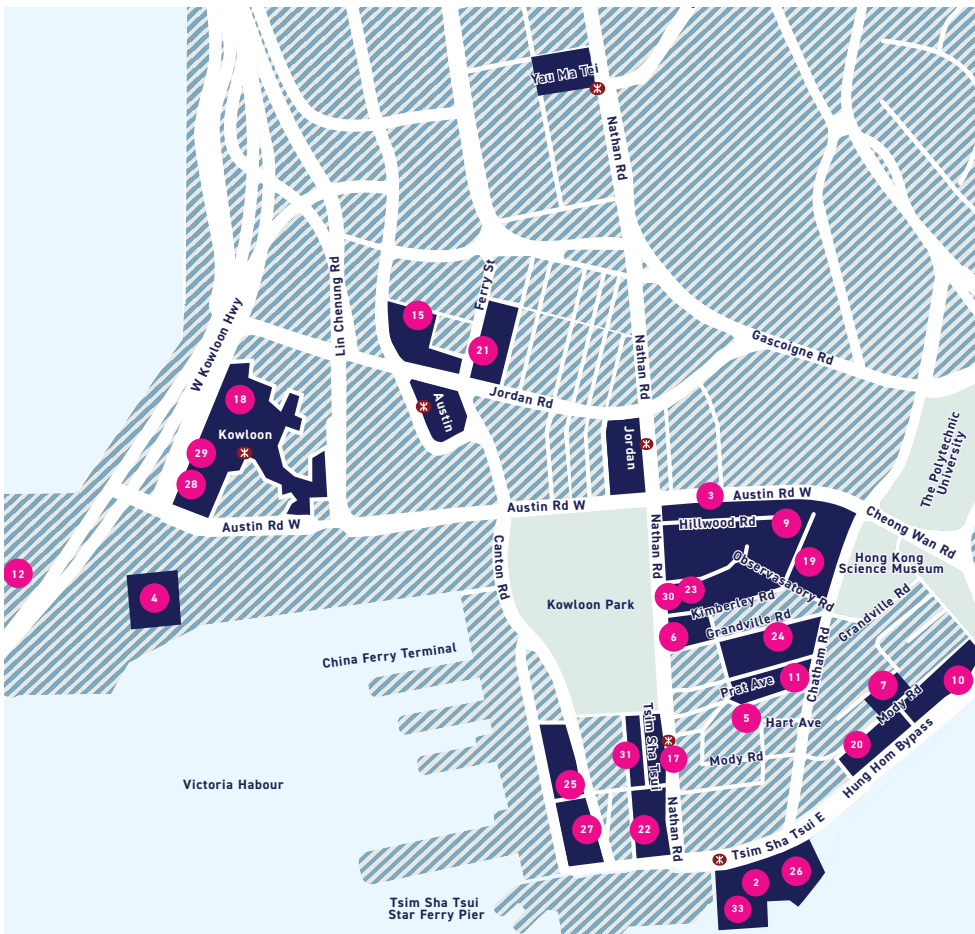 Yau Ma Tei
Nathan Rd
Ferry St
Lin Chenung Rd
W Kowloon Hwy
15
21
Nathan Rd
Gascoigne Rd
18
Jordan Rd
Austin
Kowloon
29
28
Jordan
The Polytechnic
University
Austin Rd W
Austin Rd W
3
Austin Rd W
Hillwood Rd
9
Cheong Wan Rd
Nathan Rd
Canton Rd
12
4
Observasatory Rd
19
Hong Kong
Science Museum
30
23
Kimberley Rd
Kowloon Park
Grandville Rd
Grandville Rd
6
24
China Ferry Terminal
Chatham Rd
Prat Ave
11
7
10
Mody Rd
5
Hart Ave
Tsim Sha Tsui
31
17
Mody Rd
20
Hung Hom Bypass
Victoria Habour
25
27
22
Nathan Rd
Tsim Sha Tsui E
2
26
33
Tsim Sha Tsui
Star Ferry Pier